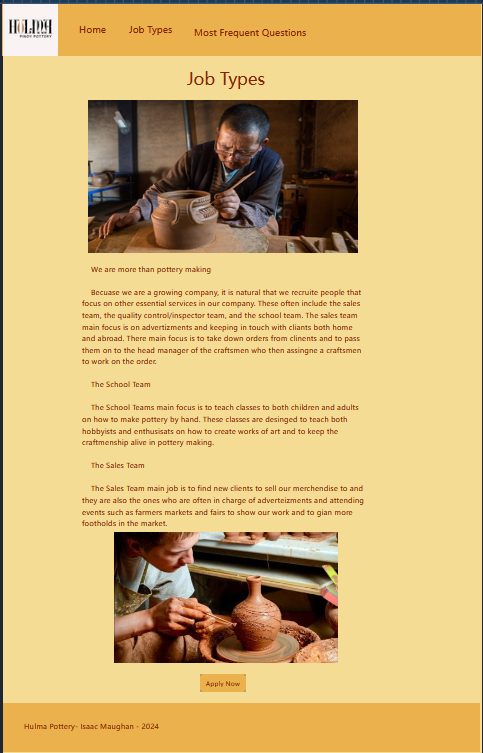 HULMA
PINOY POTTERY
Home Job Types Most Frequent Questions
Job Types
We are more than pottery making
Becuase we are a growing company, it is natural that we recruite people that
focus on other essential services in our company. These often include the sales
team, the quality control/inspector team, and the school team. The sales team
main focus is on advertizments and keeping in touch with cliants both home
and abroad. There main focus is to take down orders from clinents and to pass
them on to the head manager of the craftsmen who then assingne a craftsmen
to work on the order.
The School Team
The School Teams main focus is to teach classes to both children and adults
on how to make pottery by hand. These classes are desinged to teach both
hobbyists and enthusisats on how to create works of art and to keep the
craftmenship alive in pottery making.
The Sales Team
The Sales Team main job is to find new clients to sell our merchendise to and
they are also the ones who are often in charge of adverteizments and attending
events such as farmers markets and fairs to show our work and to gian more
footholds in the market.
Apply Now
Hulma Pottery- Isaac Maughan - 2024